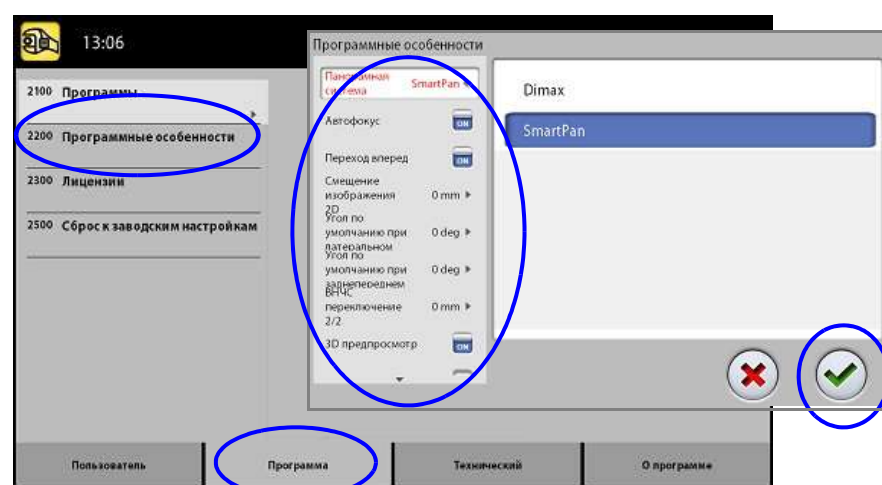 13:06
2100 Программы
2200 Программные особенности
2300 Лицензии
2500 Сброс к заводским настройкам
Программные особенности
Панорамная
система
SmartPan
Автофокус
ON
Переход вперед
ON
Смещение
изображения
2D
0 mm
Угол по
умолчанию при
латеральном
0 deg
Угол по
умолчанию при
заднепереднем
0 deg
ВНЧС
переключение
2/2
0 mm
3D предпросмотр
ON
Dimax
SmartPan
Пользователь
Программа
Технический
О программе